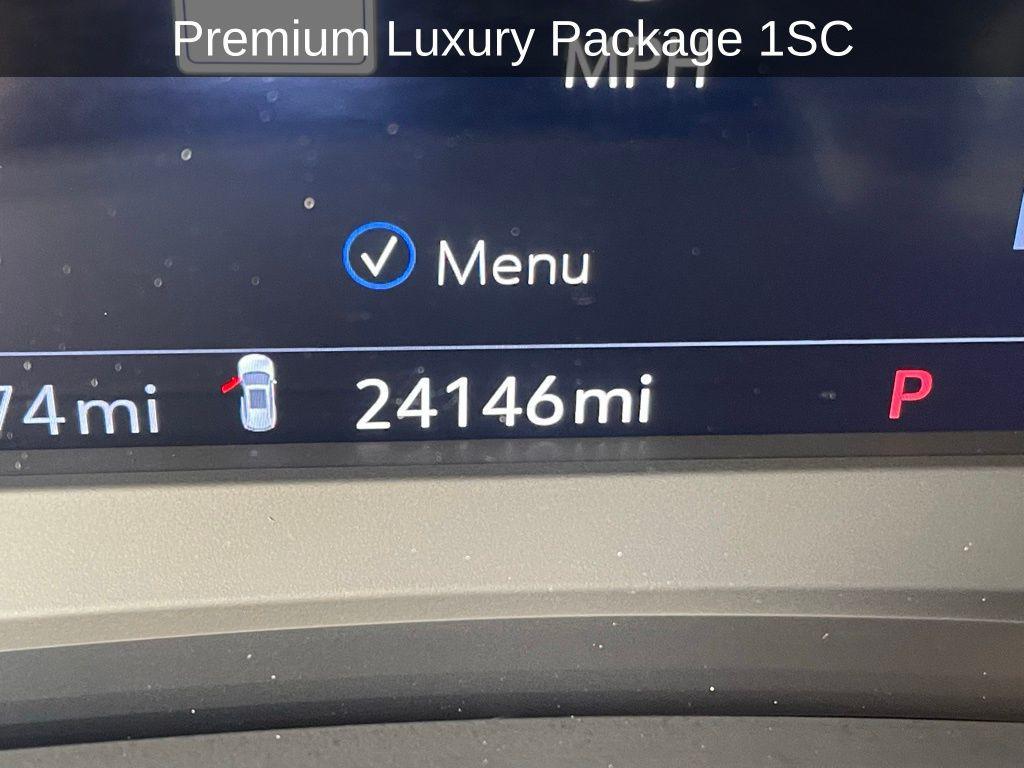 Premium Luxury Package 1SC
MPH
Menu
74mi 24146mi P